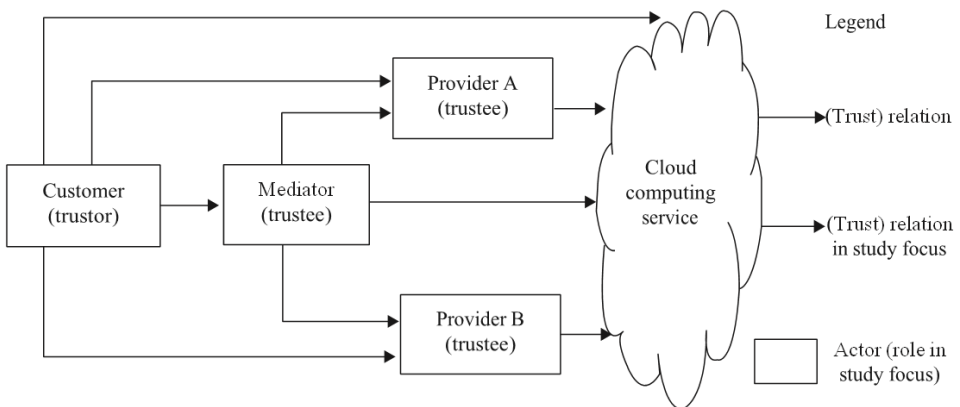 Legend
Provider A
(trustee)
(Trust) relation
Customer
(trustor)
Mediator
(trustee)
Cloud
computing
service
(Trust) relation
in study focus
Provider B
(trustee)
Actor (role in
study focus)